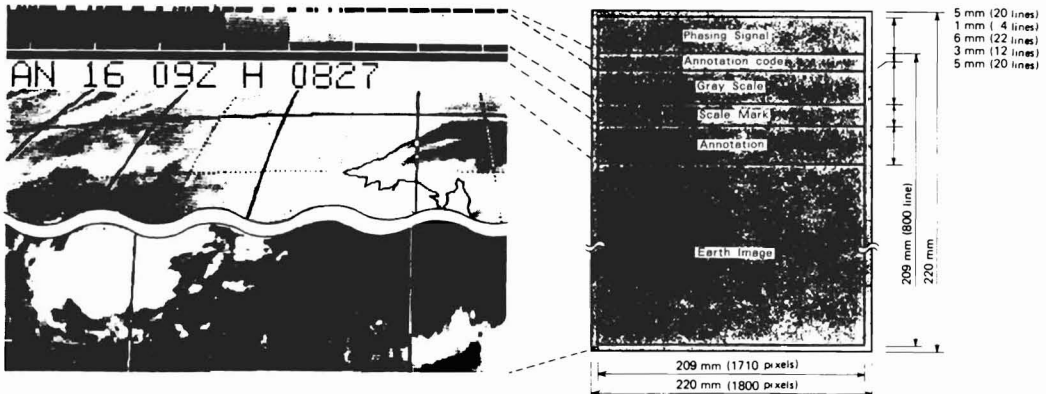 AN 16 09Z H 0827
Phasing Signal
Annotation code
Gray Scale
Scale Mark
Annotation
Earth Image
5 mm (20 lines)
1 mm ( 4 lines)
6 mm (22 lines)
3 mm (12 lines)
5 mm (20 lines)
209 mm (800 line)
220 mm
209 mm (1710 pixels)
220 mm (1800 pixels)